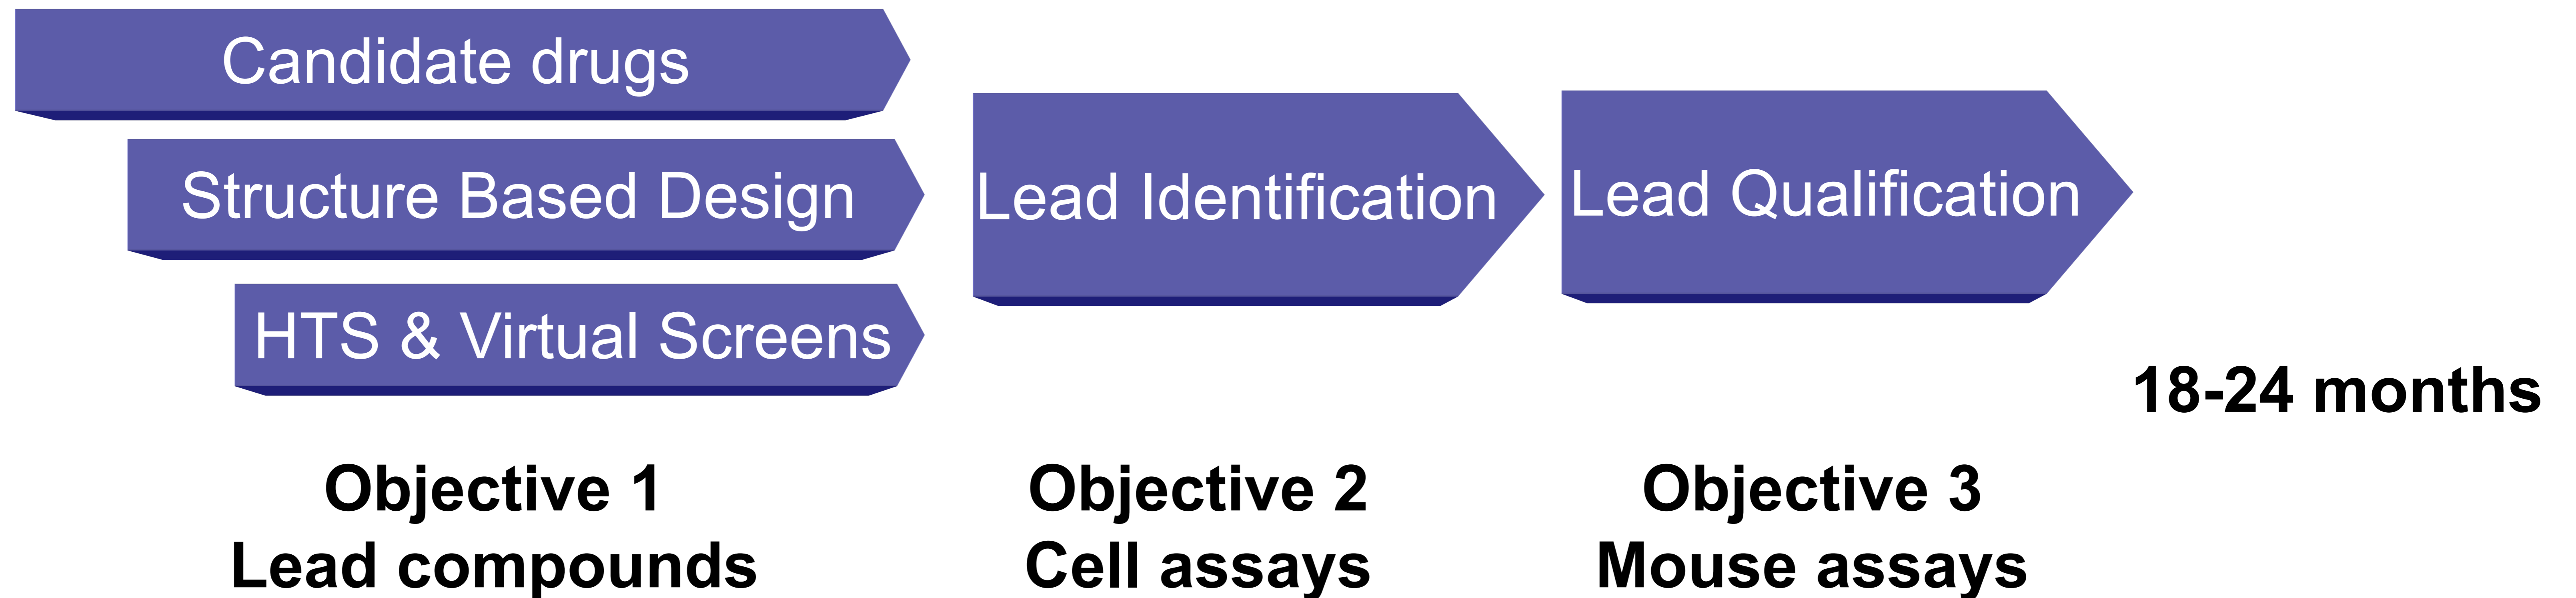 Candidate drugs
Structure Based Design
HTS & Virtual Screens
Lead Identification
Lead Qualification
18-24 months
Objective 1
Lead compounds
Objective 2
Cell assays
Objective 3
Mouse assays